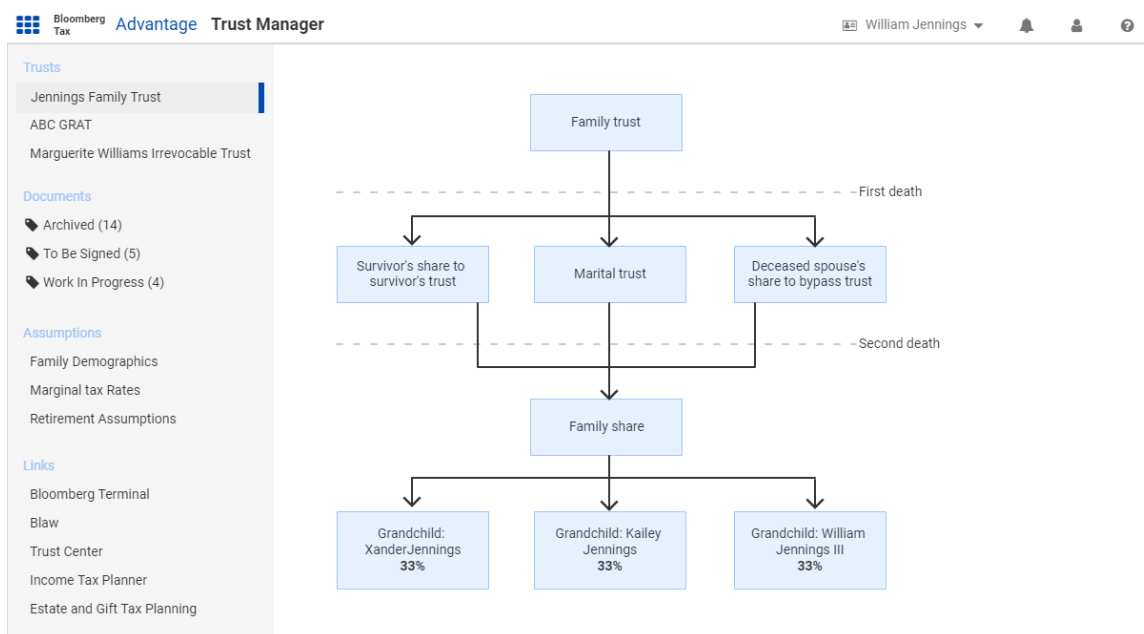 Bloomberg
Tax
Advantage
Trust Manager
William Jennings
Trusts
Jennings Family Trust
ABC GRAT
Marguerite Williams Irrevocable Trust
Documents
Archived (14)
To Be Signed (5)
Work In Progress (4)
Assumptions
Family Demographics
Marginal tax Rates
Retirement Assumptions
Links
Bloomberg Terminal
Blaw
Trust Center
Income Tax Planner
Estate and Gift Tax Planning
Family trust
First death
Survivor's share to
survivor's trust
Marital trust
Deceased spouse's
share to bypass trust
Second death
Family share
Grandchild:
XanderJennings
33%
Grandchild: Kailey
Jennings
33%
Grandchild: William
Jennings III
33%